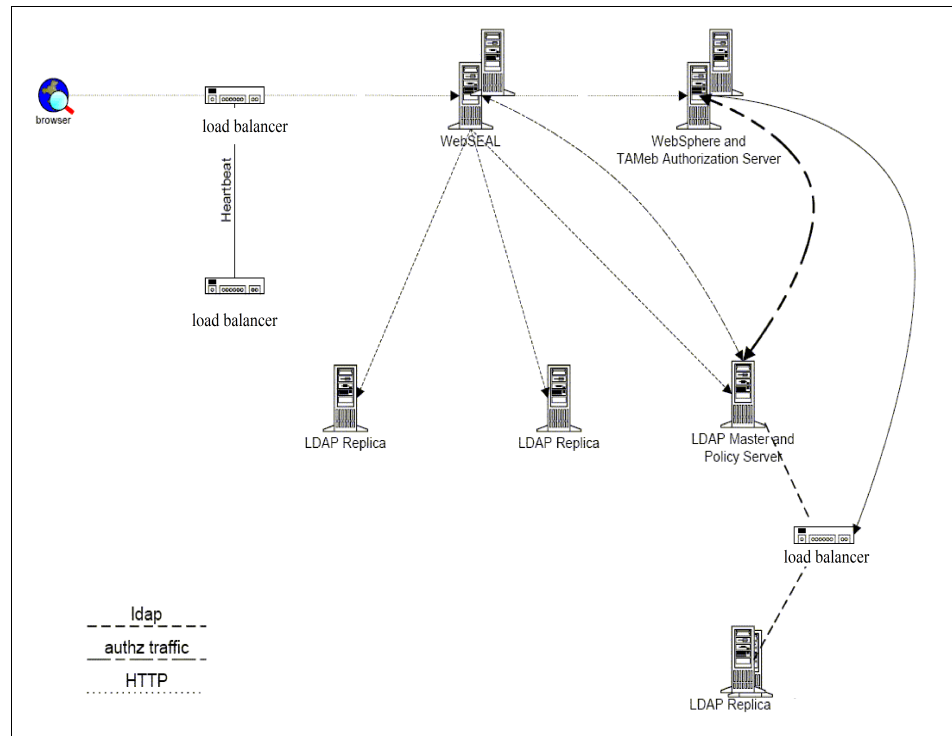 browser
load balancer
WebSEAL
WebSphere and
TAMeb Authorization Server
Heartbeat
load balancer
LDAP Replica
LDAP Replica
LDAP Master and
Policy Server
load balancer
ldap
authz traffic
HTTP
LDAP Replica